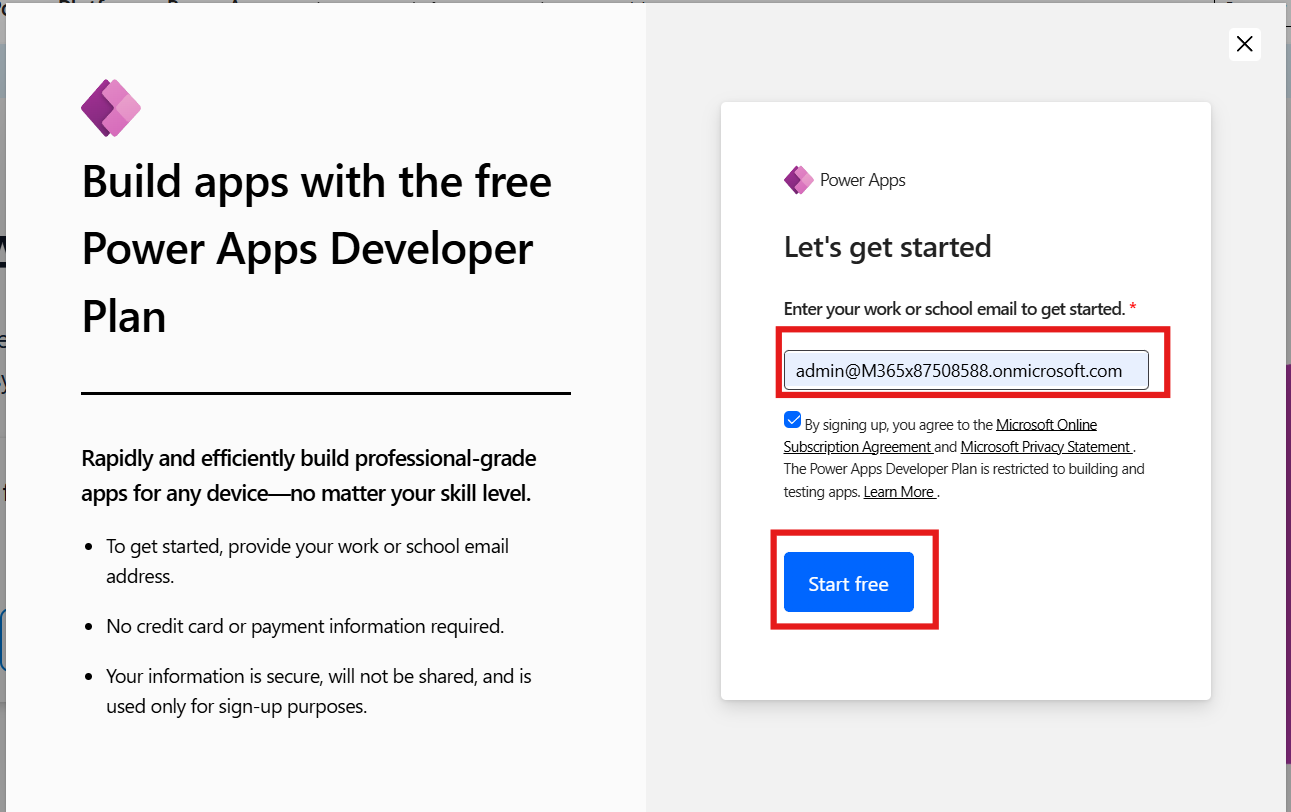 Build apps with the free
Power Apps Developer
Plan
Rapidly and efficiently build professional-grade
apps for any device—no matter your skill level.
• To get started, provide your work or school email
address.
• No credit card or payment information required.
• Your information is secure, will not be shared, and is
used only for sign-up purposes.
Power Apps
Let's get started
Enter your work or school email to get started. *
admin@M365x87508588.onmicrosoft.com
By signing up, you agree to the Microsoft Online
Subscription Agreement and Microsoft Privacy Statement .
The Power Apps Developer Plan is restricted to building and
testing apps. Learn More .
Start free